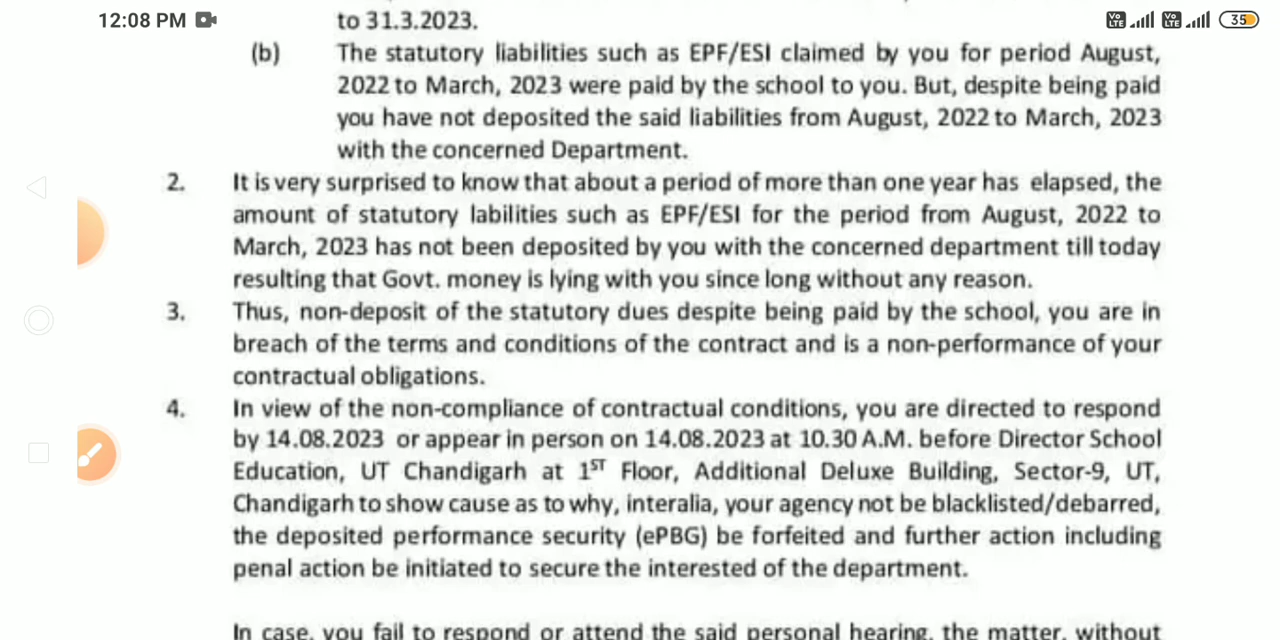 12:08 PM
35
to 31.3.2023.
(b) The statutory liabilities such as EPF/ESI claimed by you for period August,
2022 to March, 2023 were paid by the school to you. But, despite being paid
you have not deposited the said liabilities from August, 2022 to March, 2023
with the concerned Department.
2. It is very surprised to know that about a period of more than one year has elapsed, the
amount of statutory labilities such as EPF/ESI for the period from August, 2022 to
March, 2023 has not been deposited by you with the concerned department till today
resulting that Govt. money is lying with you since long without any reason.
3. Thus, non-deposit of the statutory dues despite being paid by the school, you are in
breach of the terms and conditions of the contract and is a non-performance of your
contractual obligations.
4. In view of the non-compliance of contractual conditions, you are directed to respond
by 14.08.2023 or appear in person on 14.08.2023 at 10.30 A.M. before Director School
Education, UT Chandigarh at 1ST Floor, Additional Deluxe Building, Sector-9, UT,
Chandigarh to show cause as to why, interalia, your agency not be blacklisted/debarred,
the deposited performance security (ePBG) be forfeited and further action including
penal action be initiated to secure the interested of the department.
In case, you fail to respond or attend the said personal hearing, the matter, without